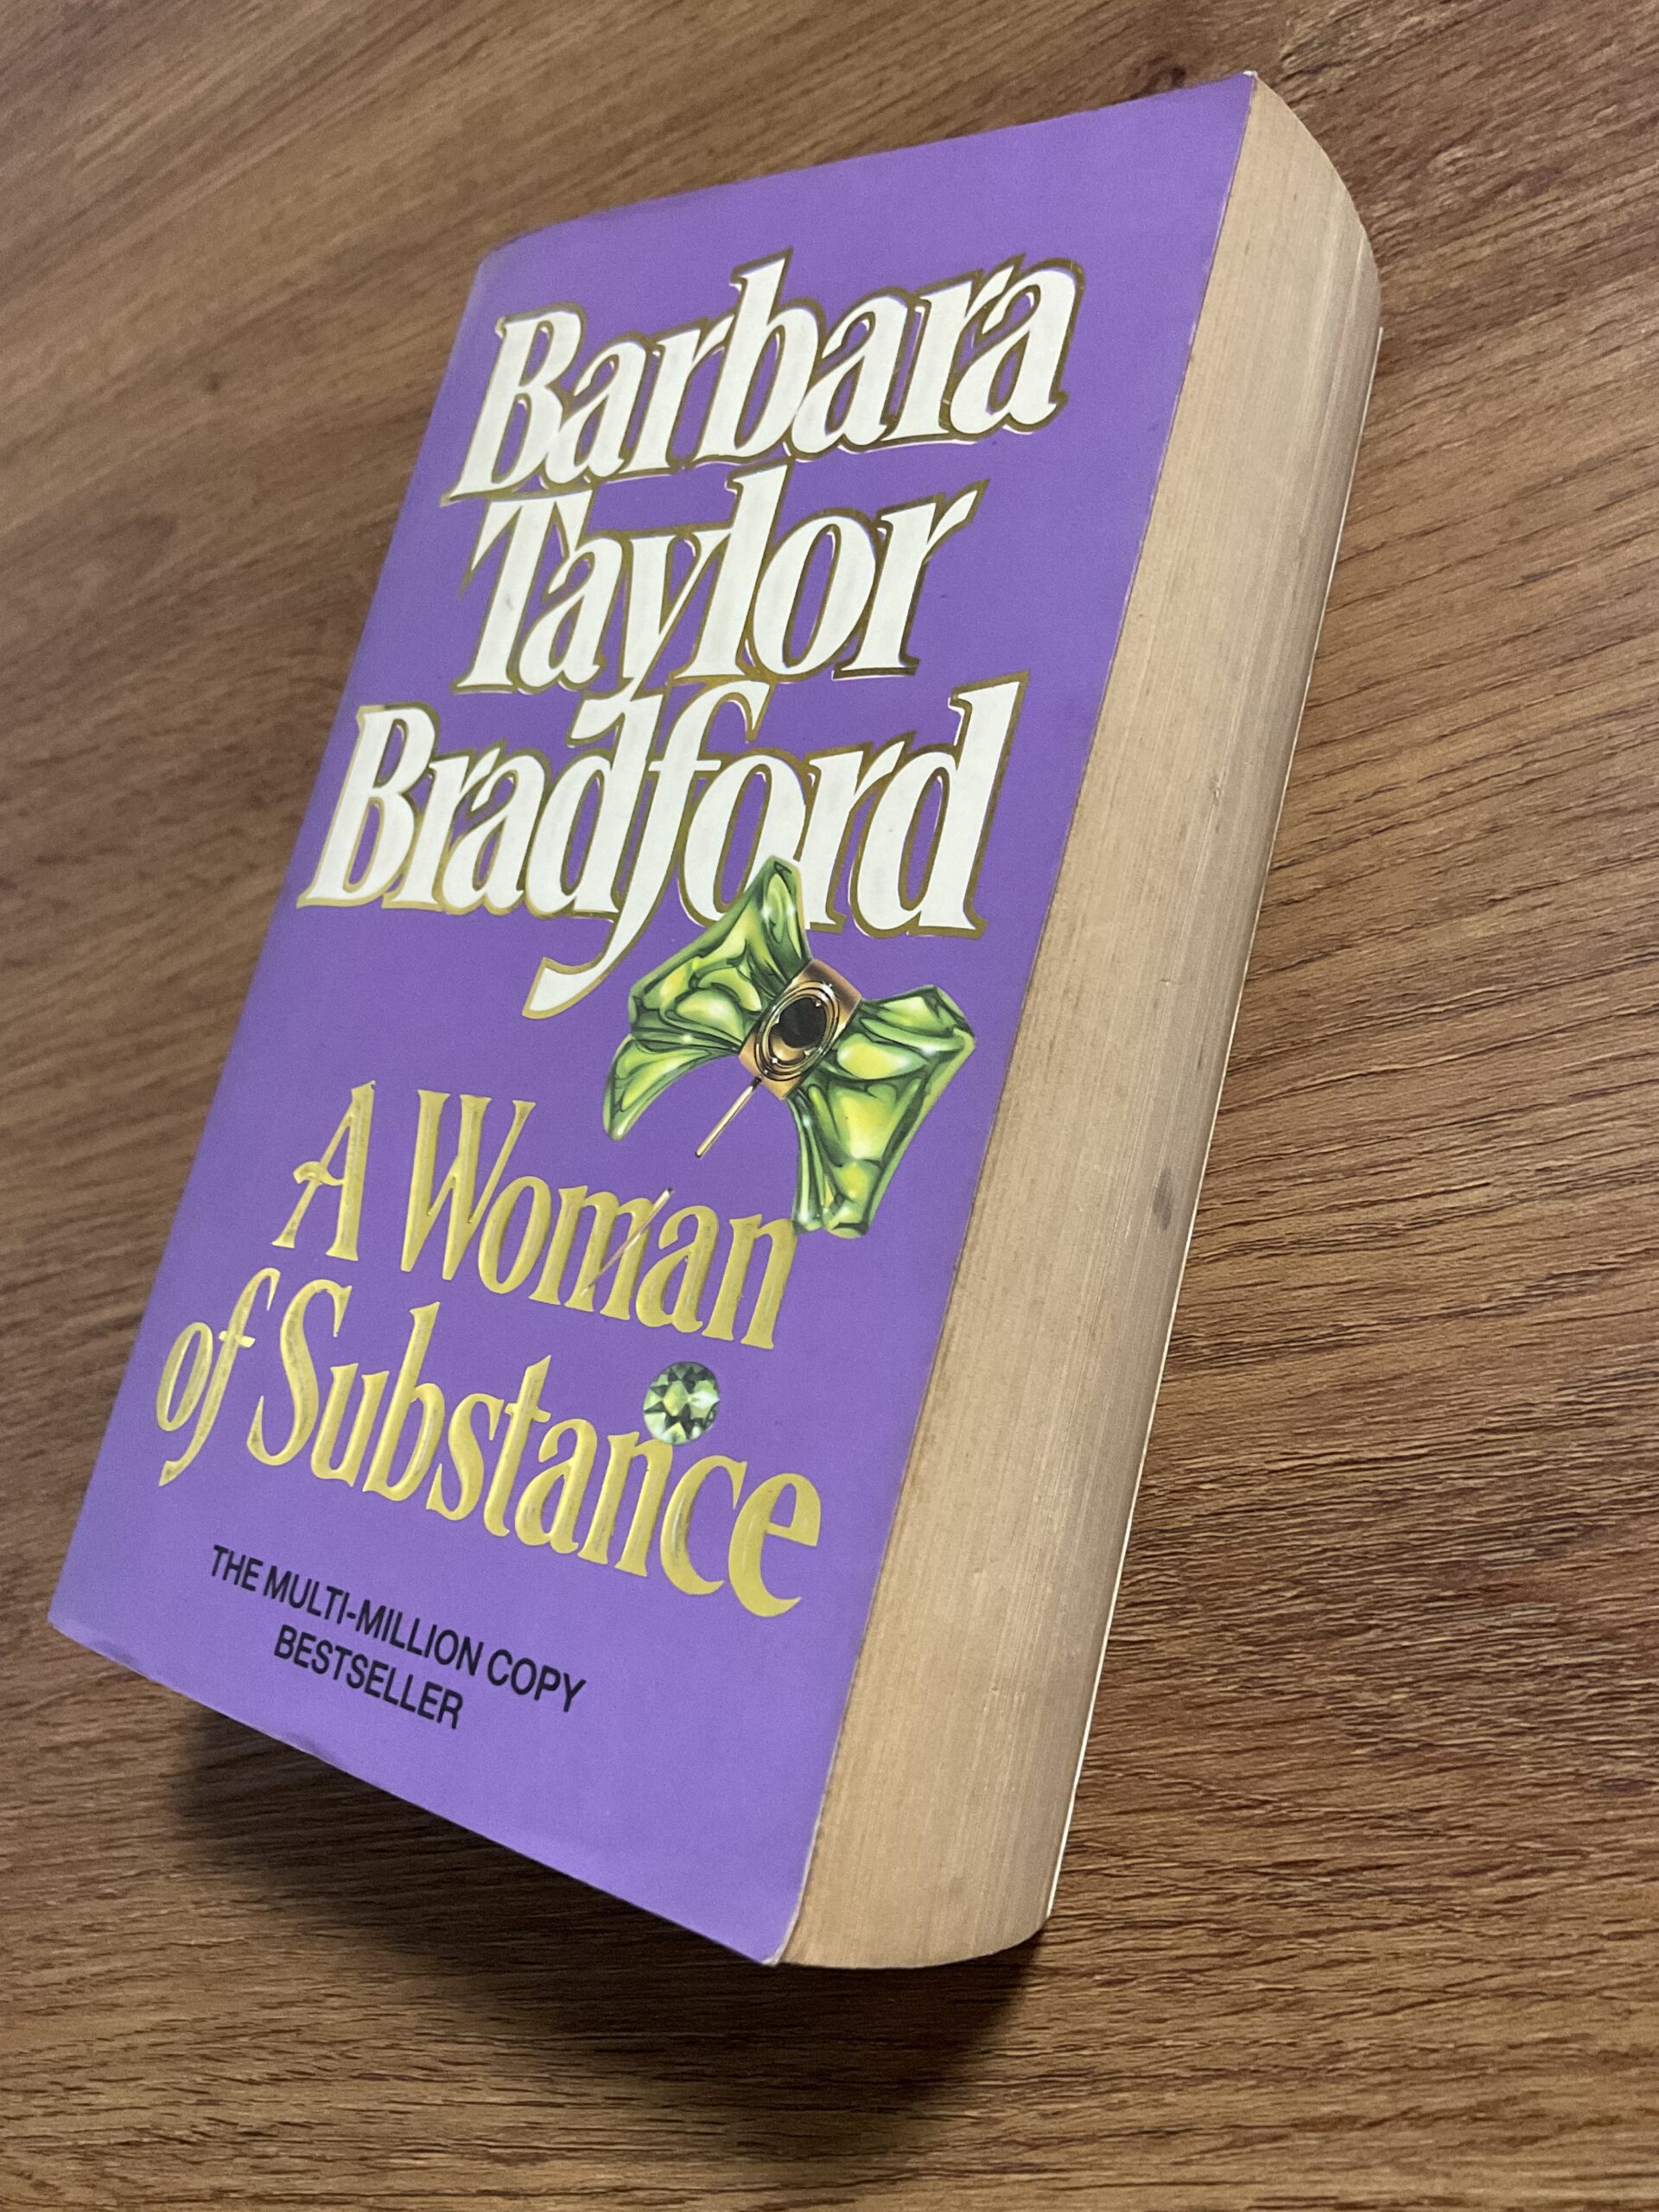 Barbara
Taylor
Bradford
A Woman
of Substance
THE MULTI-MILLION COPY
BESTSELLER